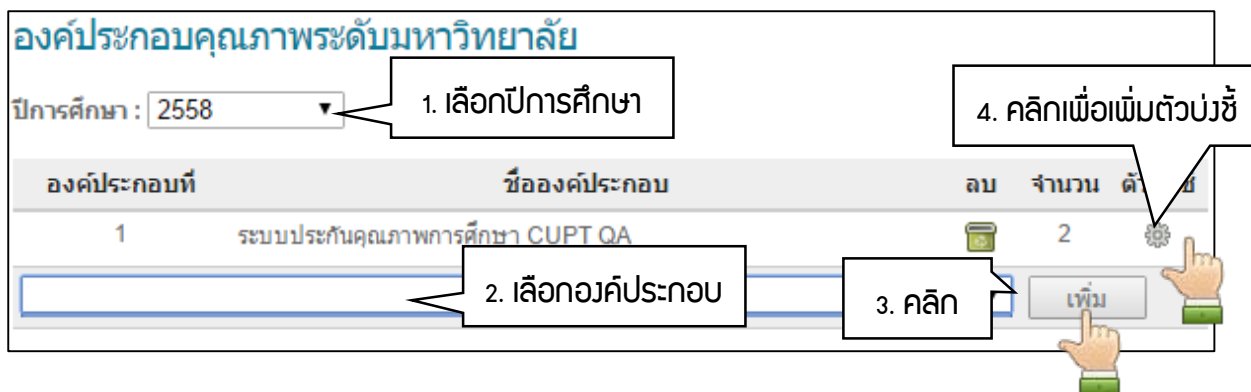 องค์ประกอบคุณภาพระดับมหาวิทยาลัย
ปีการศึกษา : 2558
1. เลือกปีการศึกษา
4. คลิกเพื่อเพิ่มตัวบ่งชี้
องค์ประกอบที่ ชื่อองค์ประกอบ ลบ จำนวน
1 ระบบประกันคุณภาพการศึกษา CUPT QA 2
2. เลือกองค์ประกอบ
3. คลิก
เพิ่ม